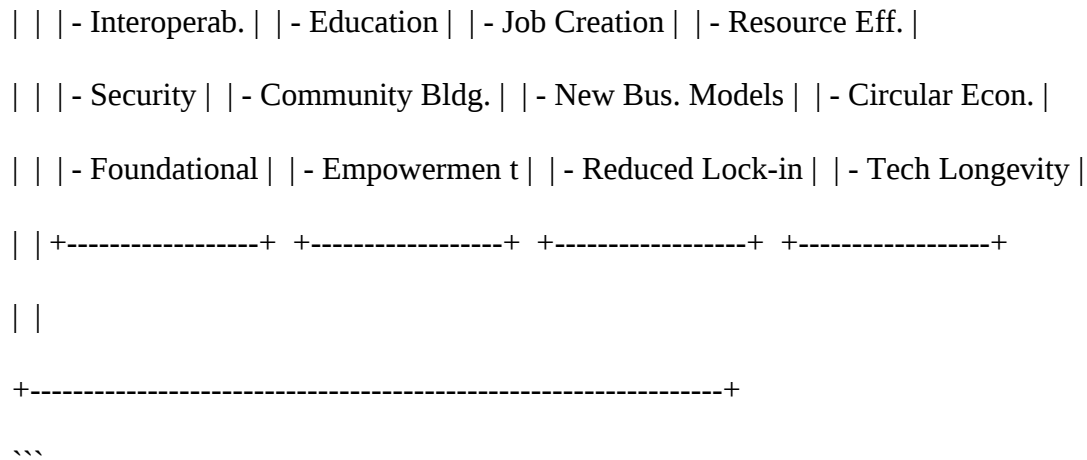 | | | - Interoperab. | | - Education | | - Job Creation | | - Resource Eff. |
| | | - Security | | - Community Bldg. | | - New Bus. Models | | - Circular Econ. |
| | | - Foundational | | - Empowermen t | | - Reduced Lock-in | | - Tech Longevity |
| | +------------------+ +------------------+ +------------------+ +------------------+
| |
+-----------------------------------------------------------------+
```